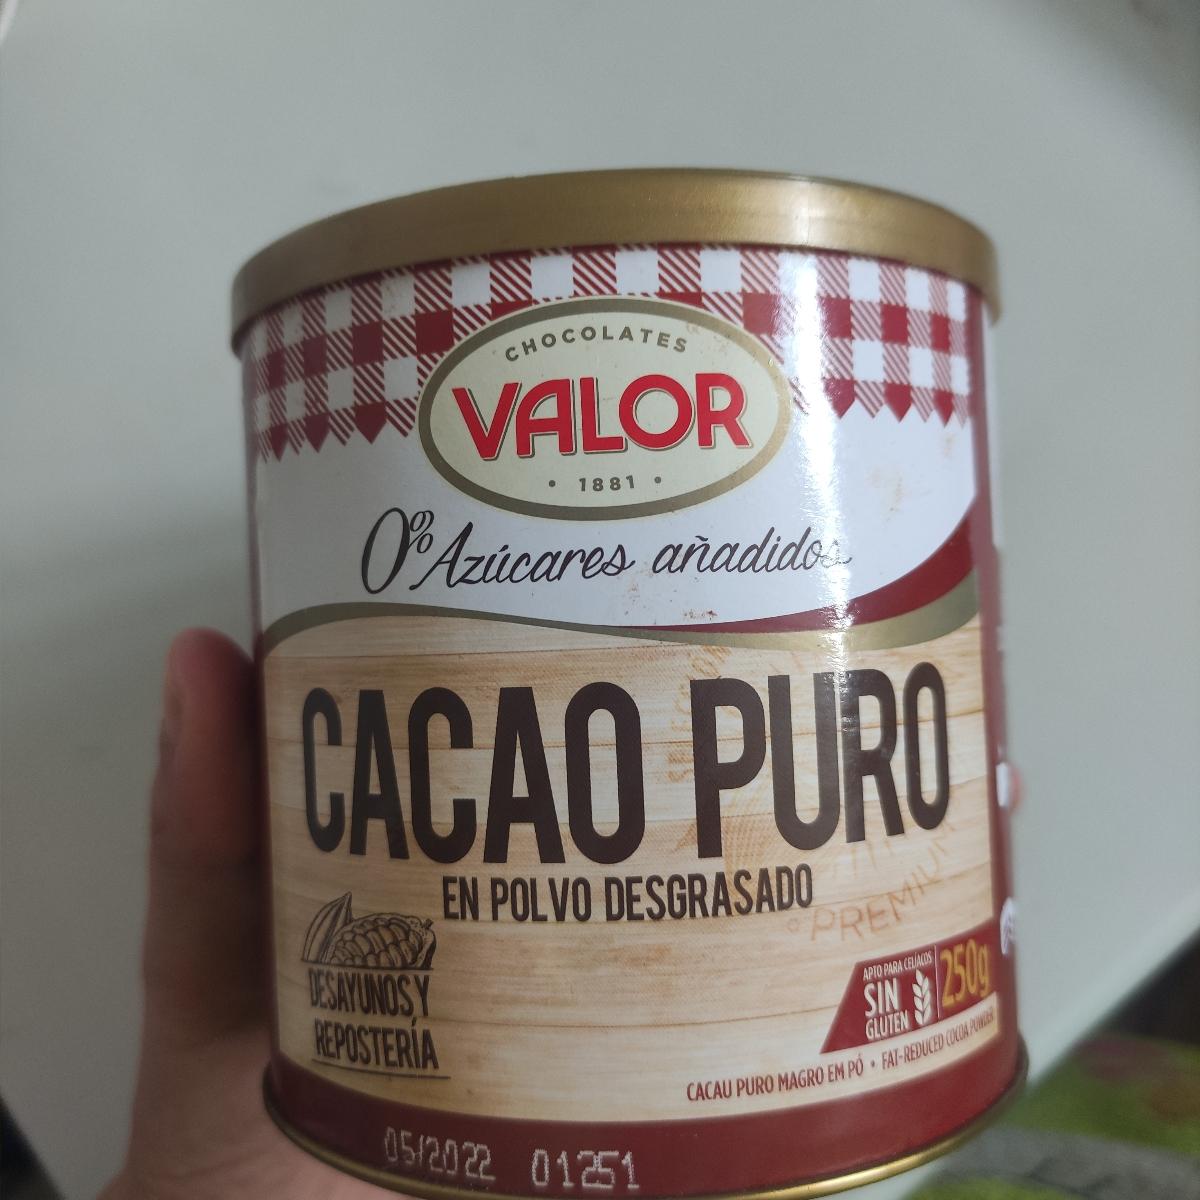 CHOCOLATES
VALOR
• 1881 •
0% Azúcares añadidos
CACAO PURO
EN POLVO DESGRASADO
PREMIUM
DESAYUNOS Y
REPOSTERÍA
APTO PARA CELIACOS
SIN
GLUTEN
250g
CACAU PURO MAGRO EM PÓ • FAT-REDUCED COCOA POWDER
05/2022 01251